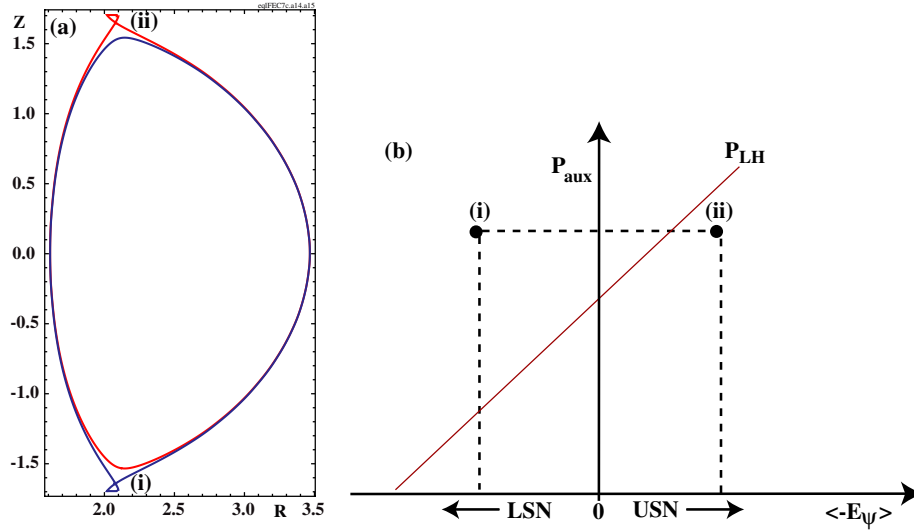 eqlFEC7c.a14.a15
Z
(a)
(ii)
1.5
1.0
0.5
0.0
-0.5
-1.0
-1.5
(i)
2.0
2.5
3.0
3.5
R
(b)
P_aux
P_LH
(i)
(ii)
LSN
0
USN
<-E_ψ>